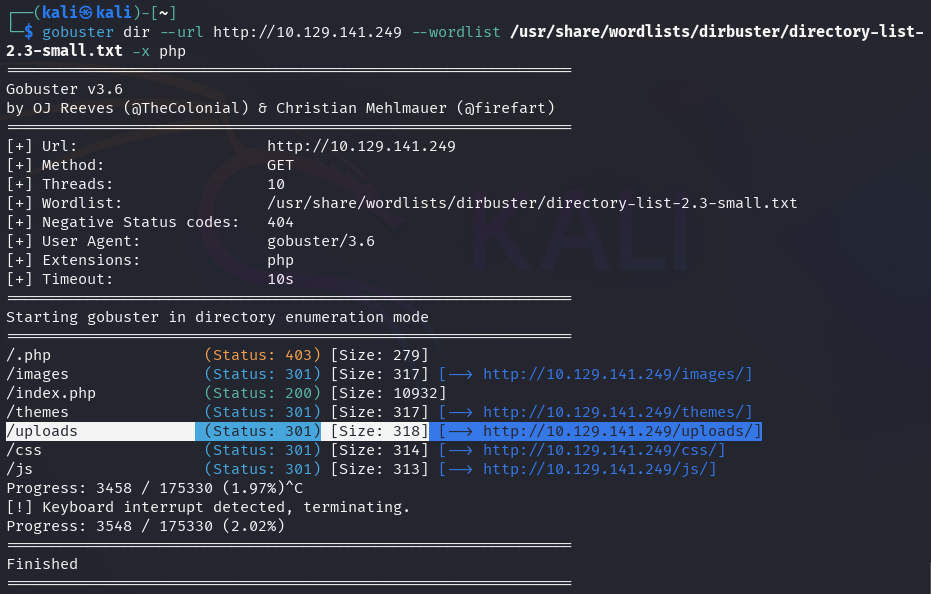 ┌──(kali㉿kali)-[~]
└─$ gobuster dir --url http://10.129.141.249 --wordlist /usr/share/wordlists/dirbuster/directory-list-
2.3-small.txt -x php
===============================================================
Gobuster v3.6
by OJ Reeves (@TheColonial) & Christian Mehlmauer (@firefart)
===============================================================
[+] Url:                     http://10.129.141.249
[+] Method:                  GET
[+] Threads:                 10
[+] Wordlist:                /usr/share/wordlists/dirbuster/directory-list-2.3-small.txt
[+] Negative Status codes:   404
[+] User Agent:              gobuster/3.6
[+] Extensions:              php
[+] Timeout:                 10s
===============================================================
Starting gobuster in directory enumeration mode
===============================================================
/.php                 (Status: 403) [Size: 279]
/images               (Status: 301) [Size: 317] [--> http://10.129.141.249/images/]
/index.php            (Status: 200) [Size: 10932]
/themes               (Status: 301) [Size: 317] [--> http://10.129.141.249/themes/]
/uploads              (Status: 301) [Size: 318] [--> http://10.129.141.249/uploads/]
/css                  (Status: 301) [Size: 314] [--> http://10.129.141.249/css/]
/js                   (Status: 301) [Size: 313] [--> http://10.129.141.249/js/]
Progress: 3458 / 175330 (1.97%)^C
[!] Keyboard interrupt detected, terminating.
Progress: 3548 / 175330 (2.02%)
===============================================================
Finished
===============================================================
KALI